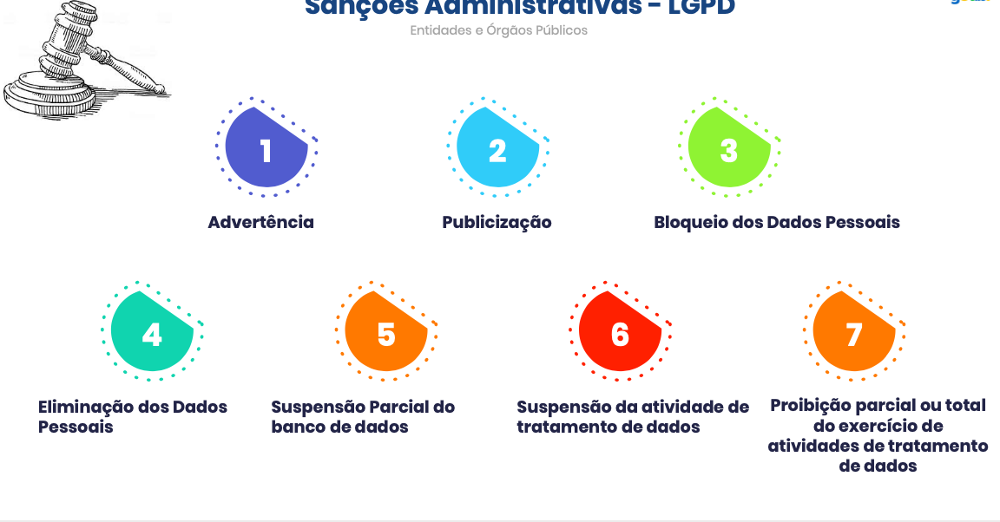 Sanções Administrativas - LGPD
Entidades e Órgãos Públicos
1
2
3
Advertência
Publicização
Bloqueio dos Dados Pessoais
4
5
6
7
Eliminação dos Dados
Pessoais
Suspensão Parcial do
banco de dados
Suspensão da atividade de
tratamento de dados
Proibição parcial ou total
do exercício de
atividades de tratamento
de dados